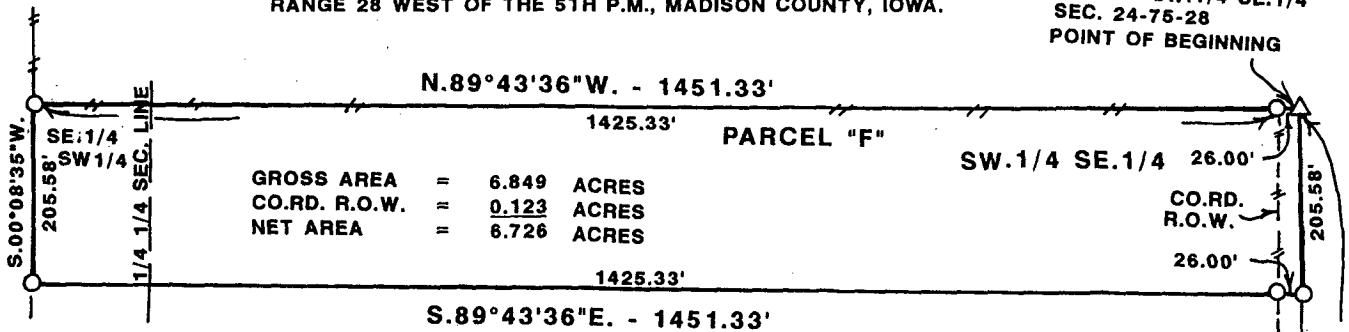 RANGE 28 WEST OF THE 5TH P.M., MADISON COUNTY, IOWA.
SE.1/4
SEC. 24-75-28
POINT OF BEGINNING
N.89°43'36"W. - 1451.33'
1425.33'
PARCEL "F"
SE.1/4
SW1/4
SW.1/4 SE.1/4
26.00'
S.00°08'35"W.
205.58'
1/4 1/4 SEC. LINE
GROSS AREA = 6.849 ACRES
CO.RD. R.O.W. = 0.123 ACRES
NET AREA = 6.726 ACRES
CO.RD.
R.O.W.
205.58'
26.00'
1425.33'
S.89°43'36"E. - 1451.33'